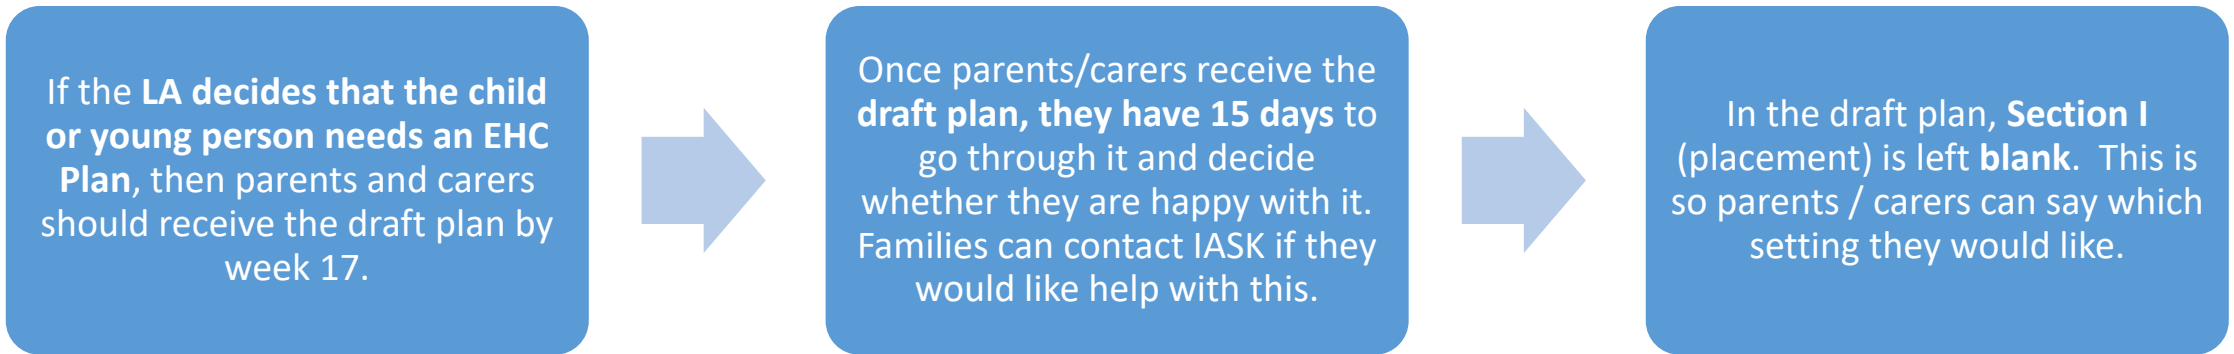 If the LA decides that the child
or young person needs an EHC
Plan, then parents and carers
should receive the draft plan by
week 17.
Once parents/carers receive the
draft plan, they have 15 days to
go through it and decide
whether they are happy with it.
Families can contact IASK if they
would like help with this.
In the draft plan, Section I
(placement) is left blank.  This is
so parents / carers can say which
setting they would like.